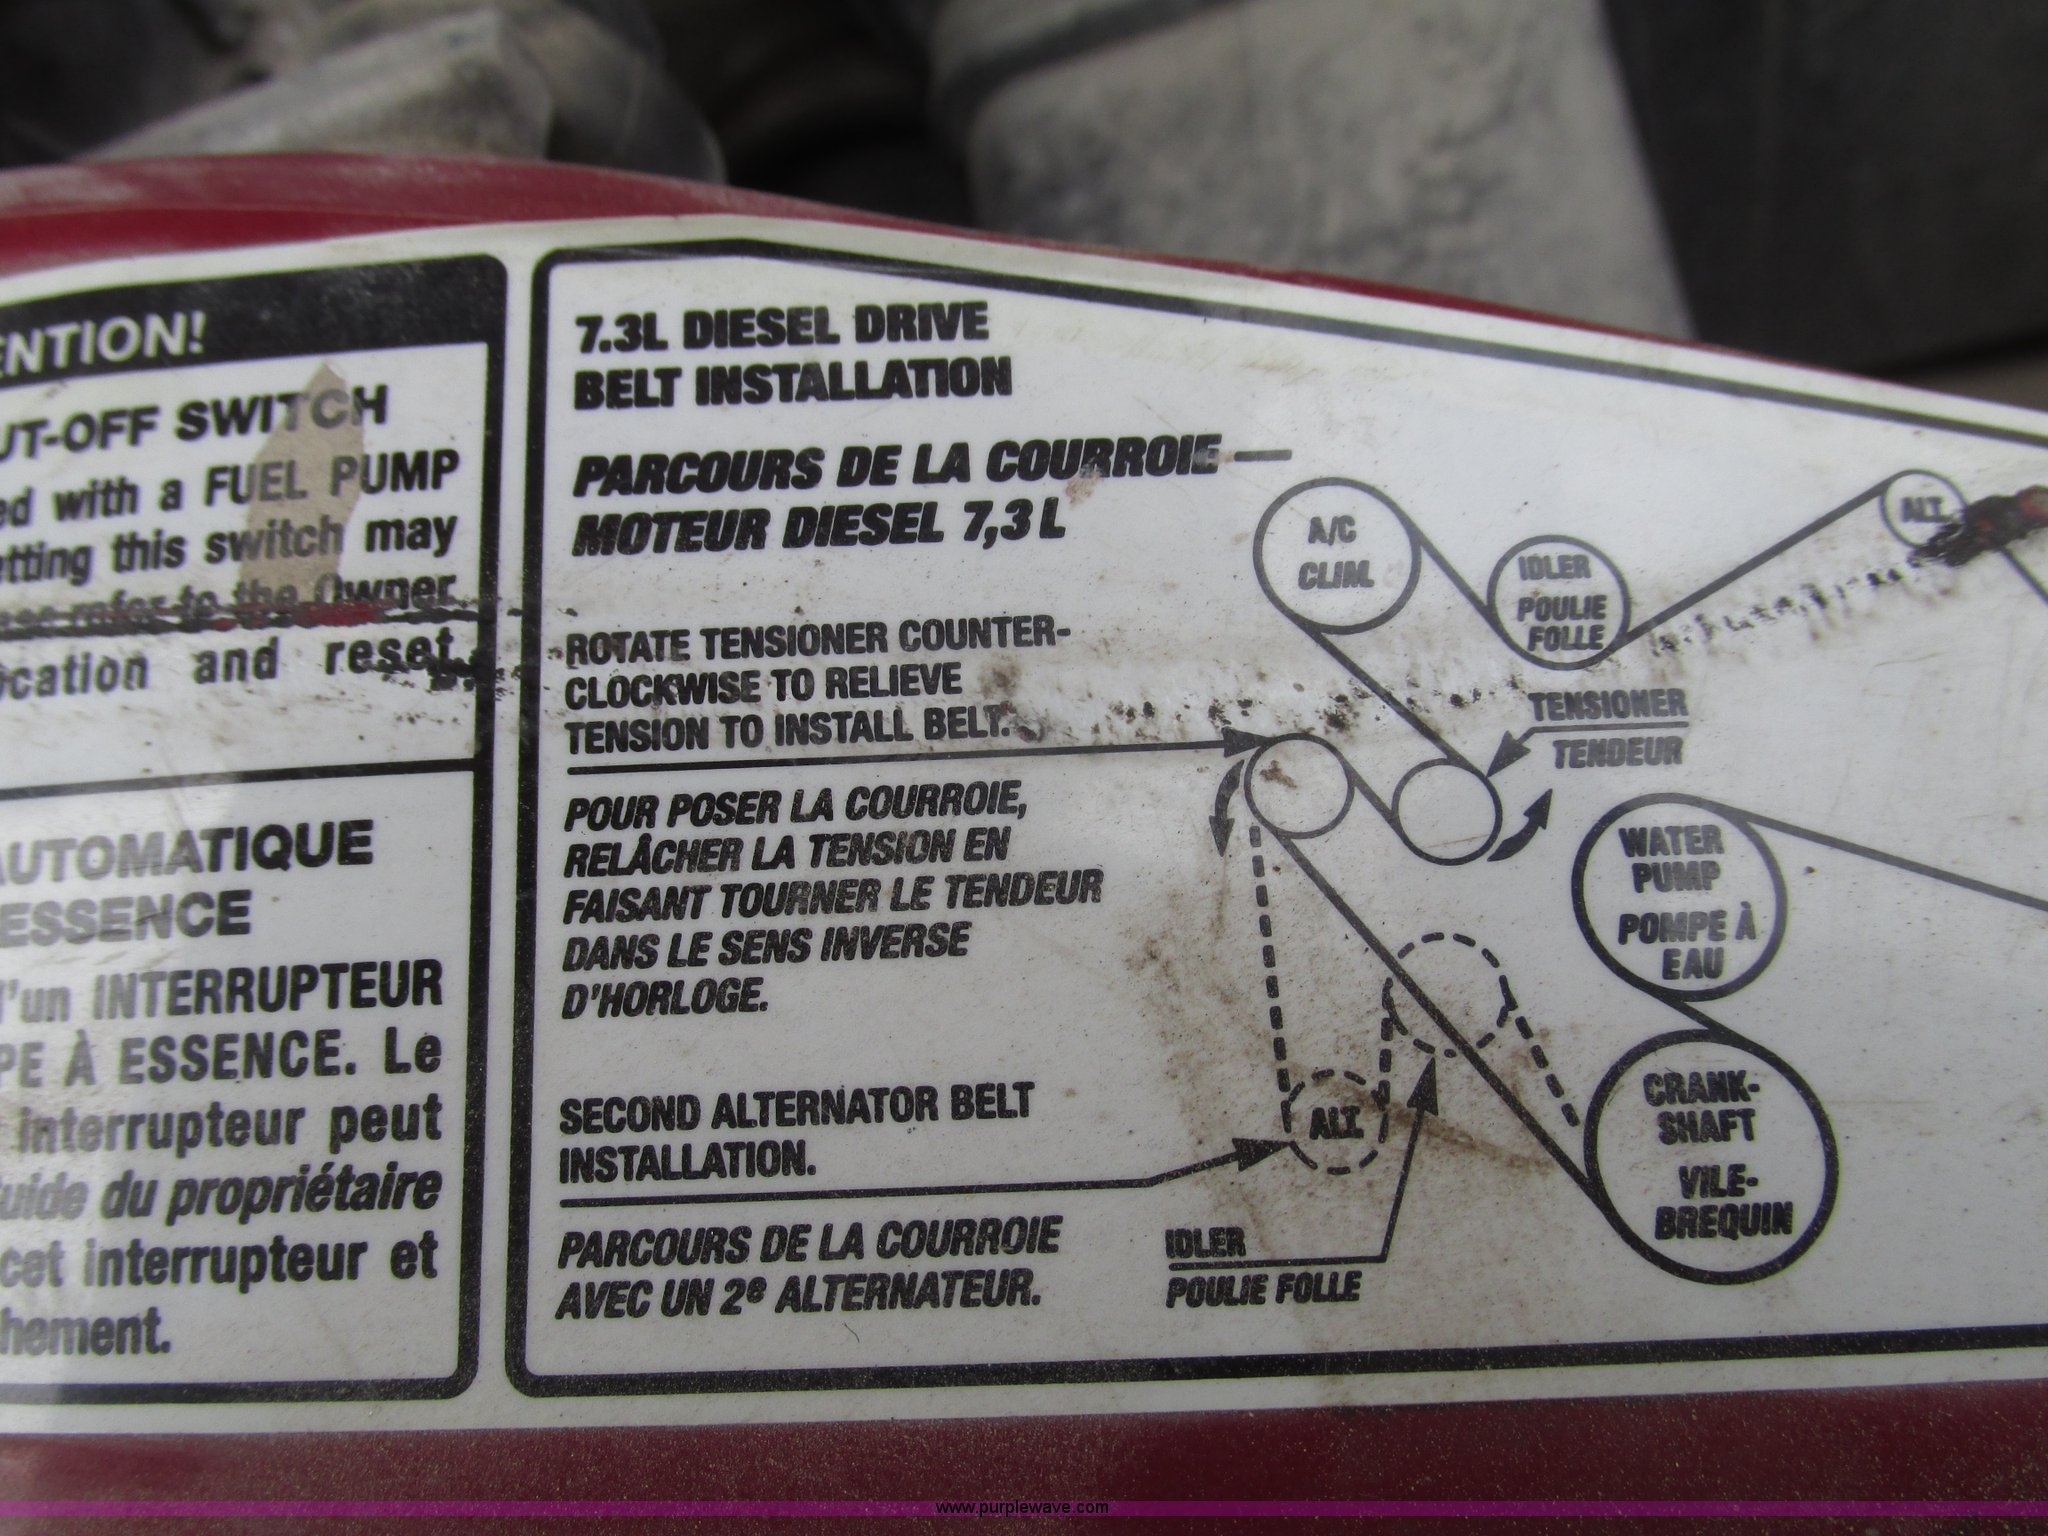 ENTION!
UT-OFF SWITCH
ed with a FUEL PUMP
etting this switch may
refer to the Owner
ocation and reset
AUTOMATIQUE
ESSENCE
d'un INTERRUPTEUR
PE À ESSENCE. Le
interrupteur peut
uide du propriétaire
cet interrupteur et
hement.
7.3L DIESEL DRIVE
BELT INSTALLATION
PARCOURS DE LA COURROIE —
MOTEUR DIESEL 7,3 L
ROTATE TENSIONER COUNTER-
CLOCKWISE TO RELIEVE
TENSION TO INSTALL BELT.
POUR POSER LA COURROIE,
RELÂCHER LA TENSION EN
FAISANT TOURNER LE TENDEUR
DANS LE SENS INVERSE
D'HORLOGE.
SECOND ALTERNATOR BELT
INSTALLATION.
PARCOURS DE LA COURROIE
AVEC UN 2e ALTERNATEUR.
A/C
CLIM.
IDLER
POULIE
FOLLE
ALT.
TENSIONER
TENDEUR
WATER
PUMP
POMPE À
EAU
CRANK-
SHAFT
VILE-
BREQUIN
ALT.
IDLER
POULIE FOLLE
www.purplewave.com